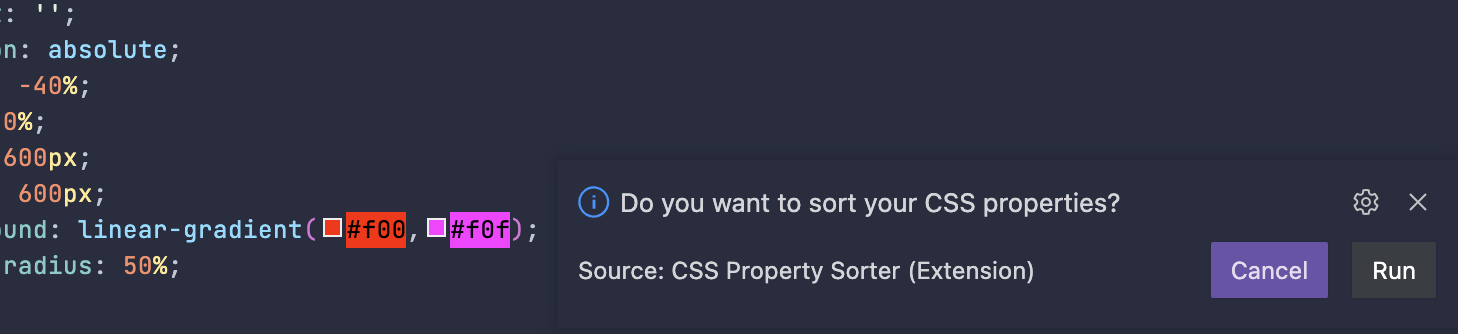 t: '';
on: absolute;
-40%;
0%;
600px;
600px;
ound: linear-gradient(#f00,#f0f);
radius: 50%;
Do you want to sort your CSS properties?
Source: CSS Property Sorter (Extension)
Cancel
Run